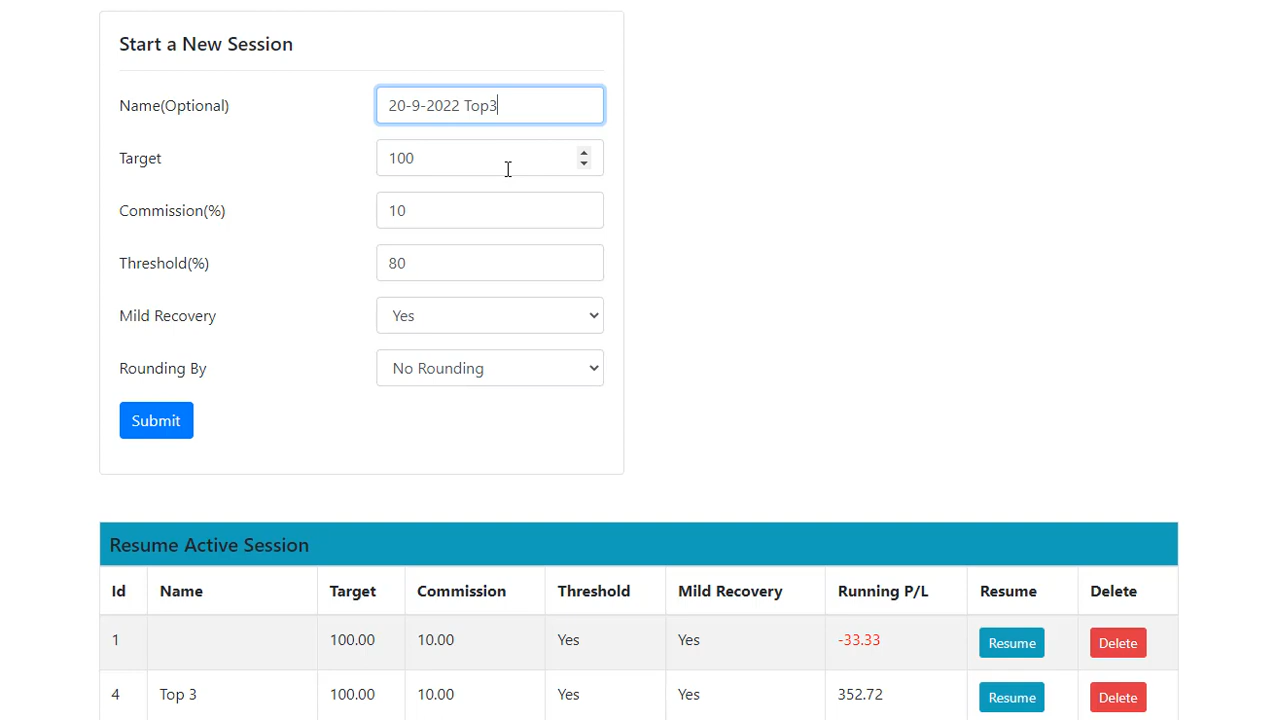 Start a New Session
Name(Optional) 20-9-2022 Top3
Target 100
Commission(%) 10
Threshold(%) 80
Mild Recovery Yes
Rounding By No Rounding
Submit
Resume Active Session
Id Name Target Commission Threshold Mild Recovery Running P/L Resume Delete
1 100.00 10.00 Yes Yes -33.33 Resume Delete
4 Top 3 100.00 10.00 Yes Yes 352.72 Resume Delete